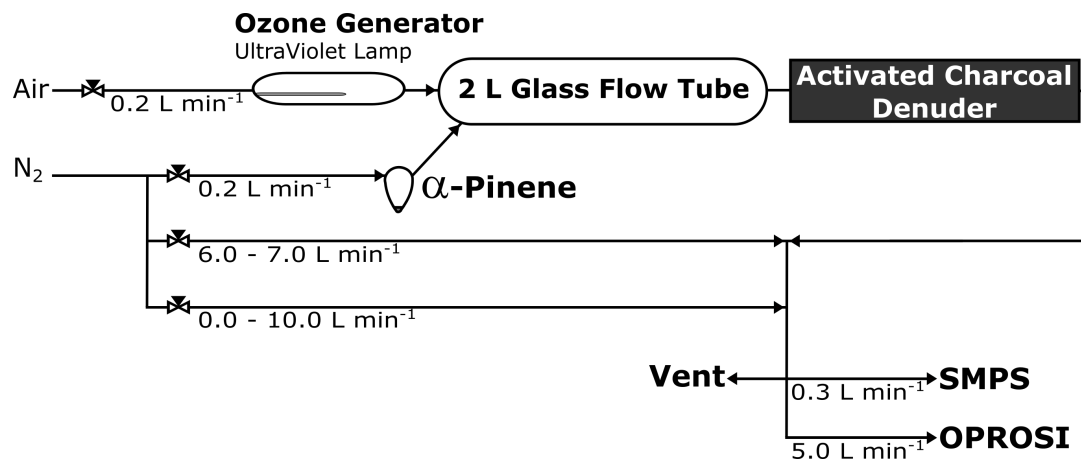 Ozone Generator
UltraViolet Lamp
Air
0.2 L min⁻¹
2 L Glass Flow Tube
Activated Charcoal
Denuder
N₂
0.2 L min⁻¹
α-Pinene
6.0 - 7.0 L min⁻¹
0.0 - 10.0 L min⁻¹
Vent
0.3 L min⁻¹
SMPS
5.0 L min⁻¹
OPROSI